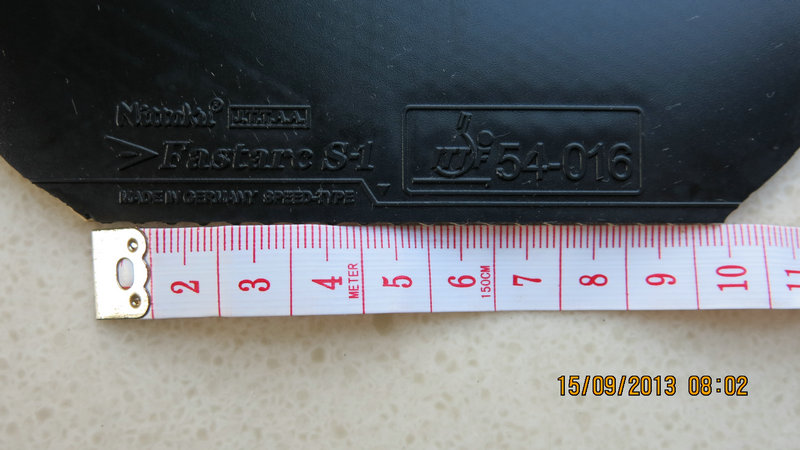 Nittaku J.T.T.A.A
> Fastarc S-1
ITTF 54-016
MADE IN GERMANY SPEED-TYPE
2 3 4 METER 5 6 150CM 7 8 9 10 11
15/09/2013 08:02